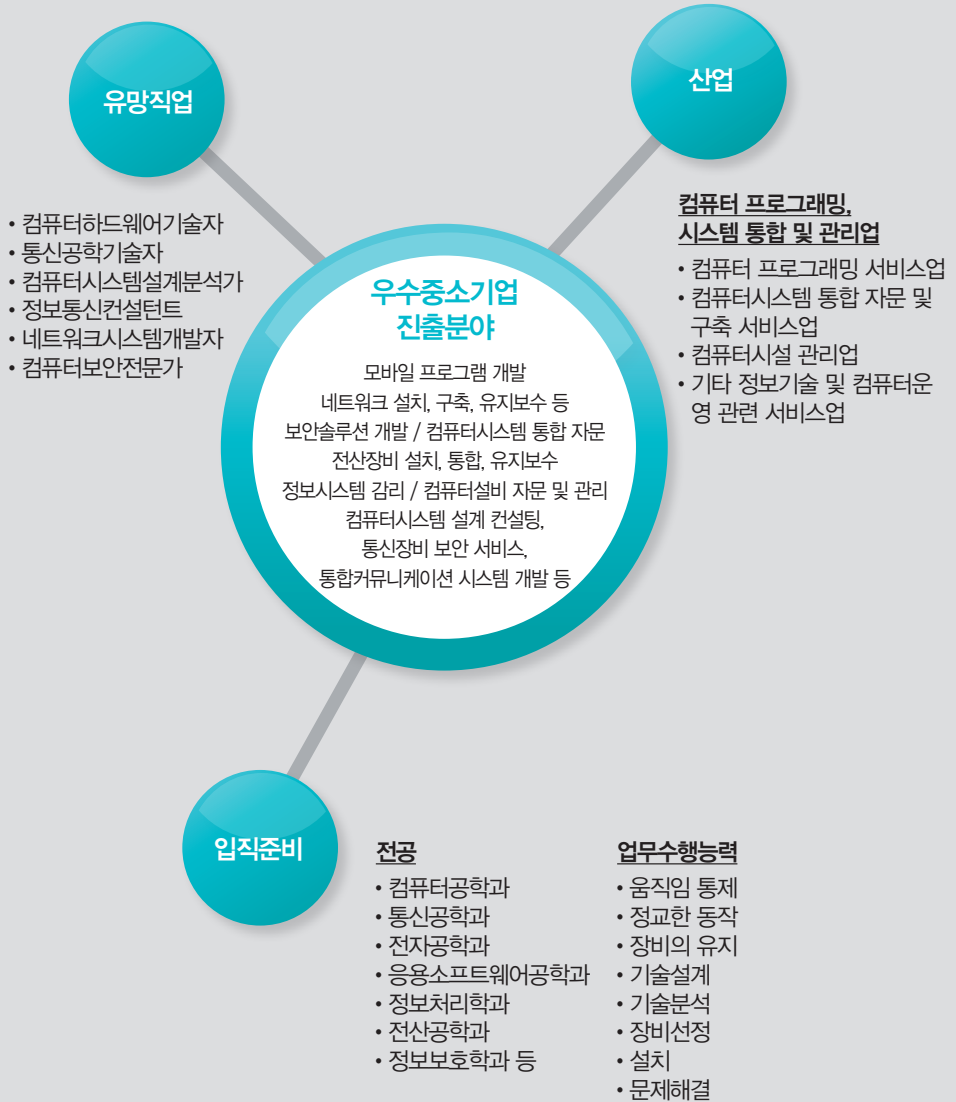 유망직업
• 컴퓨터하드웨어기술자
• 통신공학기술자
• 컴퓨터시스템설계분석가
• 정보통신컨설턴트
• 네트워크시스템개발자
• 컴퓨터보안전문가
산업
컴퓨터 프로그래밍,
시스템 통합 및 관리업
• 컴퓨터 프로그래밍 서비스업
• 컴퓨터시스템 통합 자문 및
구축 서비스업
• 컴퓨터시설 관리업
• 기타 정보기술 및 컴퓨터운
영 관련 서비스업
우수중소기업
진출분야
모바일 프로그램 개발
네트워크 설치, 구축, 유지보수 등
보안솔루션 개발 / 컴퓨터시스템 통합 자문
전산장비 설치, 통합, 유지보수
정보시스템 감리 / 컴퓨터설비 자문 및 관리
컴퓨터시스템 설계 컨설팅,
통신장비 보안 서비스,
통합커뮤니케이션 시스템 개발 등
입직준비
전공
• 컴퓨터공학과
• 통신공학과
• 전자공학과
• 응용소프트웨어공학과
• 정보처리학과
• 전산공학과
• 정보보호학과 등
업무수행능력
• 움직임 통제
• 정교한 동작
• 장비의 유지
• 기술설계
• 기술분석
• 장비선정
• 설치
• 문제해결